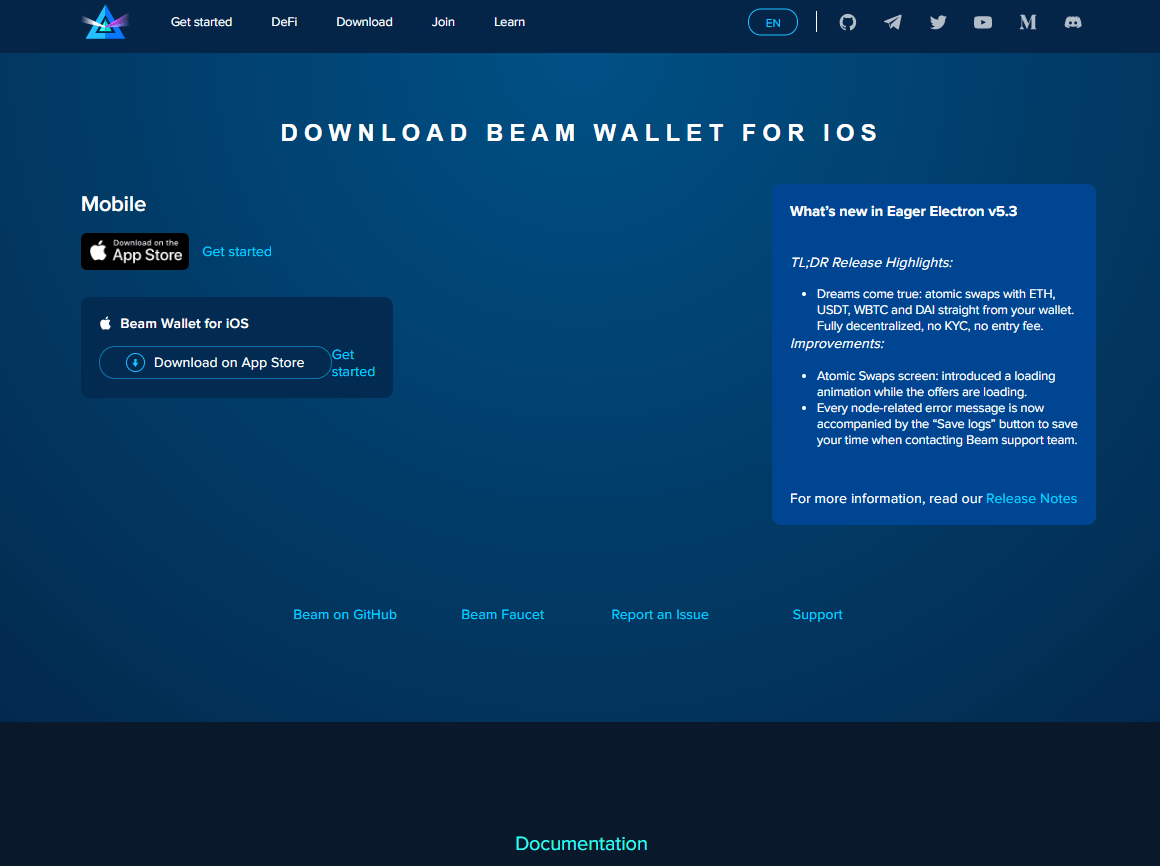 Get started
DeFi
Download
Join
Learn
EN
DOWNLOAD BEAM WALLET FOR IOS
Mobile
Download on the
App Store
Get started
Beam Wallet for iOS
Download on App Store
Get
started
What's new in Eager Electron v5.3
TL;DR Release Highlights:
• Dreams come true: atomic swaps with ETH,
USDT, WBTC and DAI straight from your wallet.
Fully decentralized, no KYC, no entry fee.
Improvements:
• Atomic Swaps screen: introduced a loading
animation while the offers are loading.
• Every node-related error message is now
accompanied by the “Save logs” button to save
your time when contacting Beam support team.
For more information, read our Release Notes
Beam on GitHub
Beam Faucet
Report an Issue
Support
Documentation